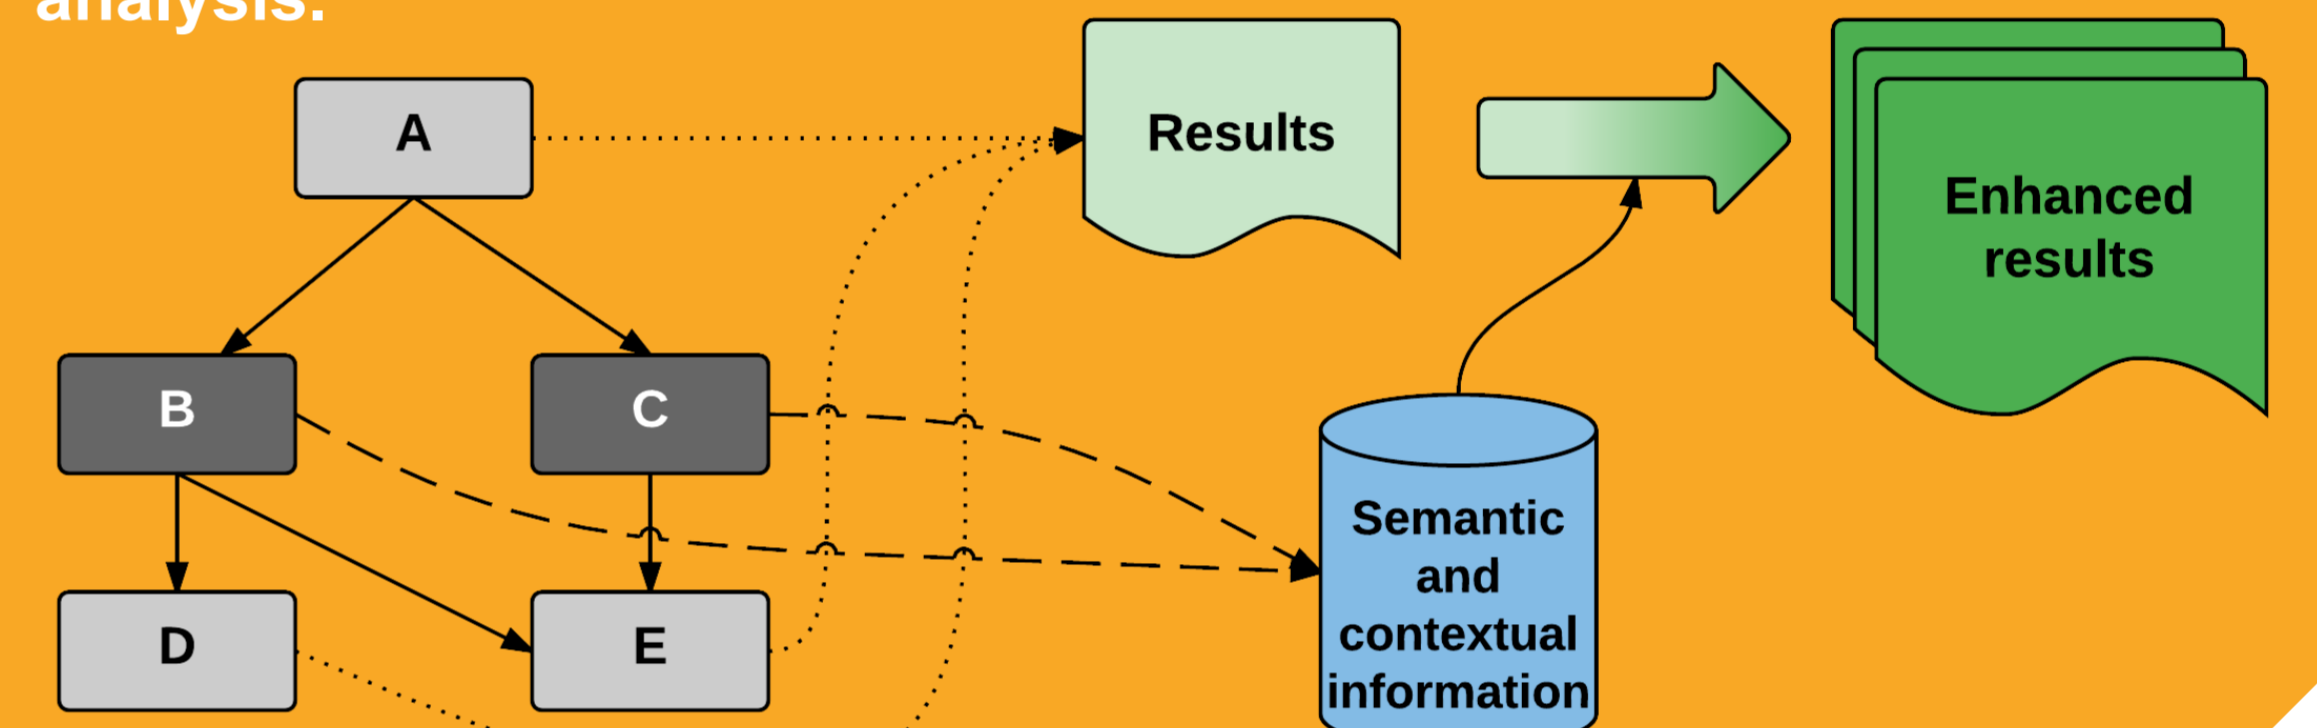 analysis.
A
Results
Enhanced
results
B
C
Semantic
and
contextual
information
D
E